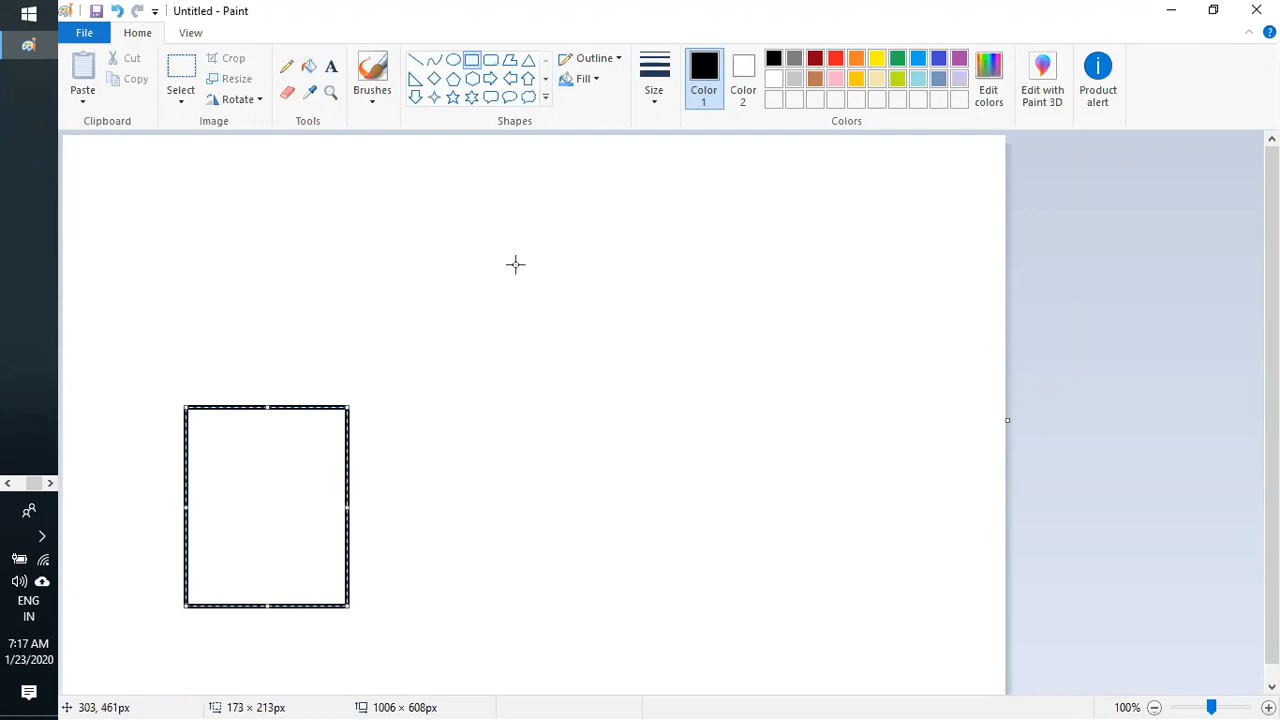 Untitled - Paint
File Home View
Cut
Copy
Paste
Clipboard
Crop
Resize
Rotate
Select
Image
A
Tools
Brushes
Outline
Fill
Shapes
Size
Color 1
Color 2
Edit colors
Colors
Edit with Paint 3D
Product alert
ENG
IN
7:17 AM
1/23/2020
303, 461px 173 × 213px 1006 × 608px 100%